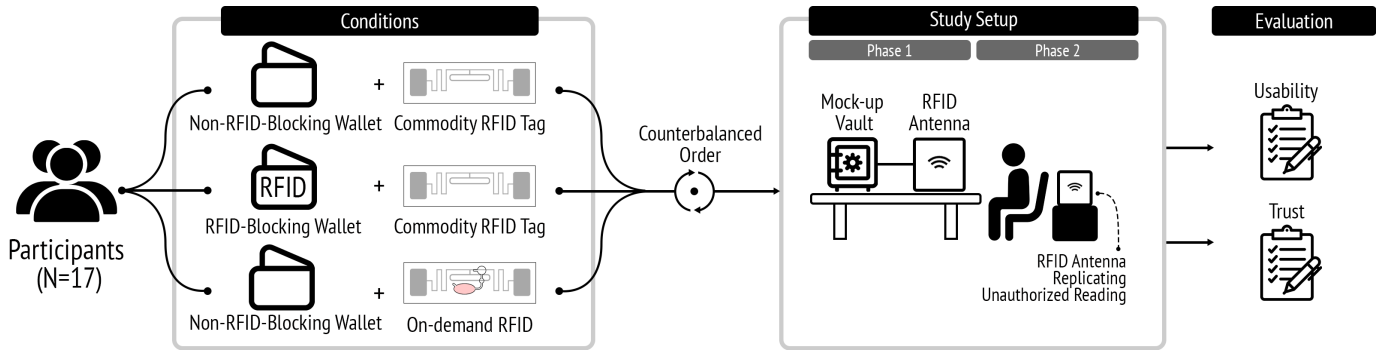 Conditions
Study Setup
Evaluation
Phase 1
Phase 2
Non-RFID-Blocking Wallet
+
Commodity RFID Tag
RFID
RFID-Blocking Wallet
+
Commodity RFID Tag
Non-RFID-Blocking Wallet
+
On-demand RFID
Participants
(N=17)
Counterbalanced
Order
Mock-up
Vault
RFID
Antenna
RFID Antenna
Replicating
Unauthorized Reading
Usability
Trust